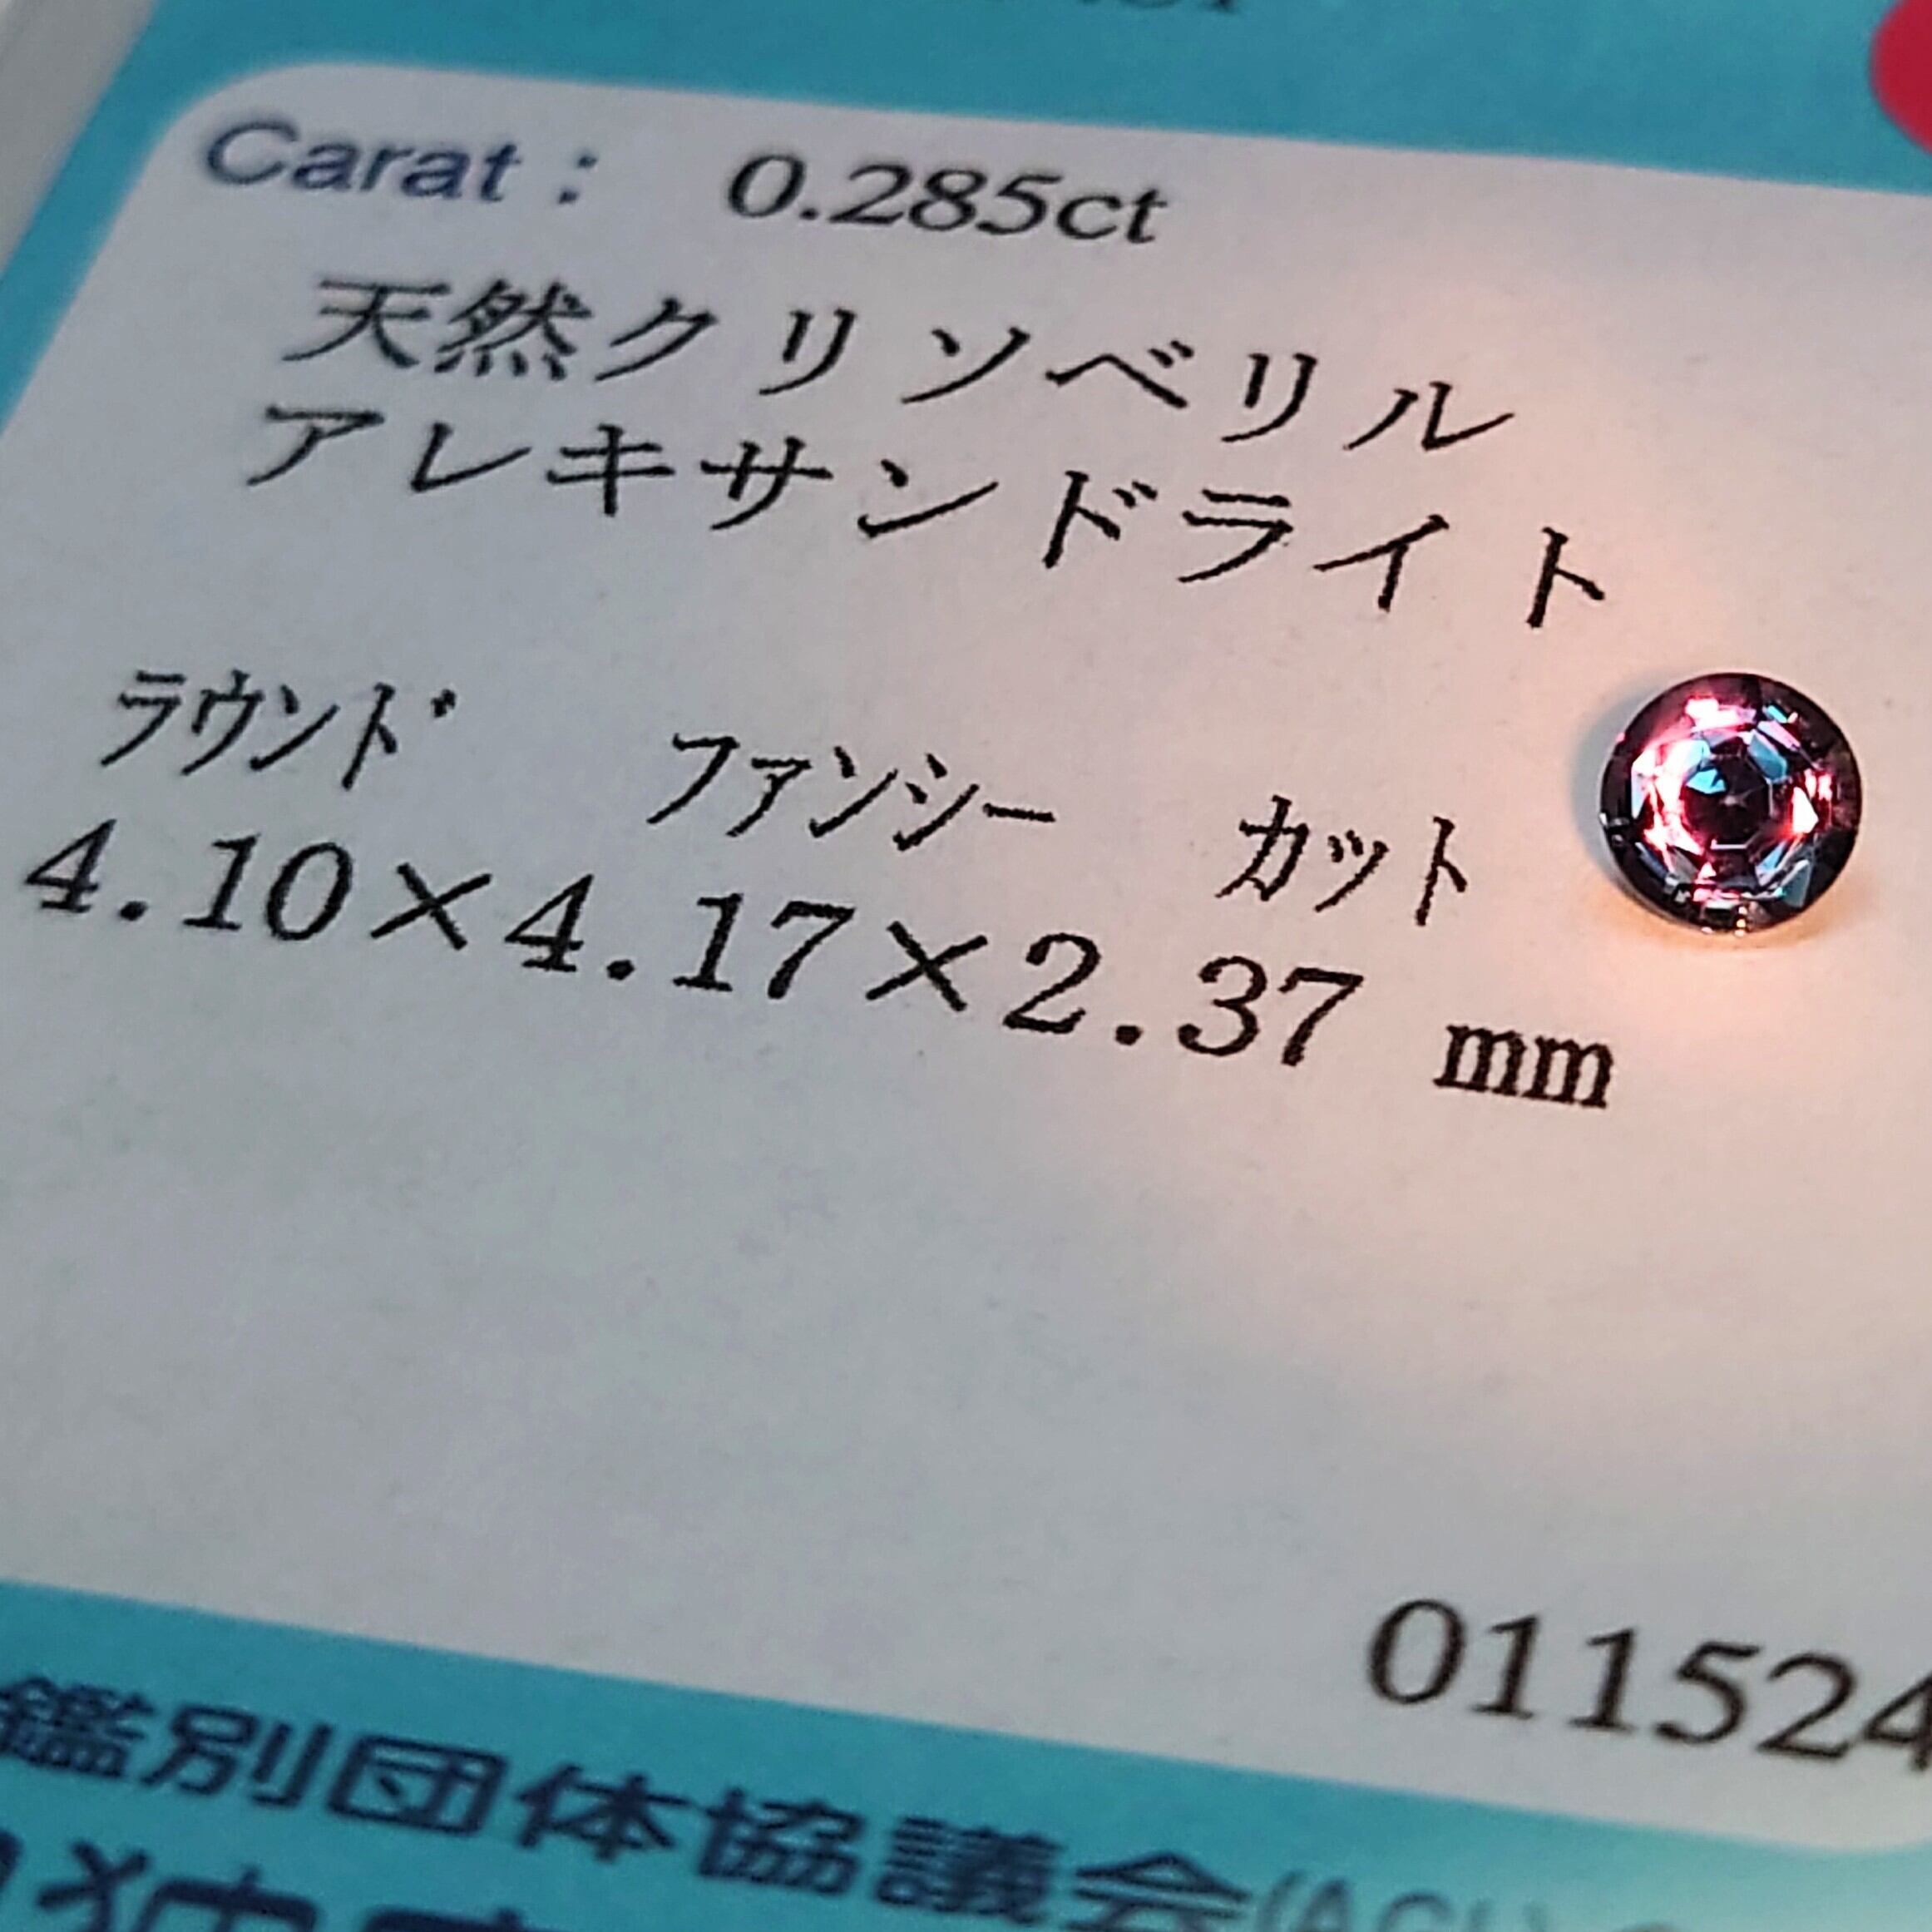 Carat : 0.285ct
天然クリソベリル
アレキサンドライト
ﾗｳﾝﾄﾞ ﾌｧﾝｼｰ ｶｯﾄ
4.10×4.17×2.37 mm
011524
鑑別団体協議会(AGL)